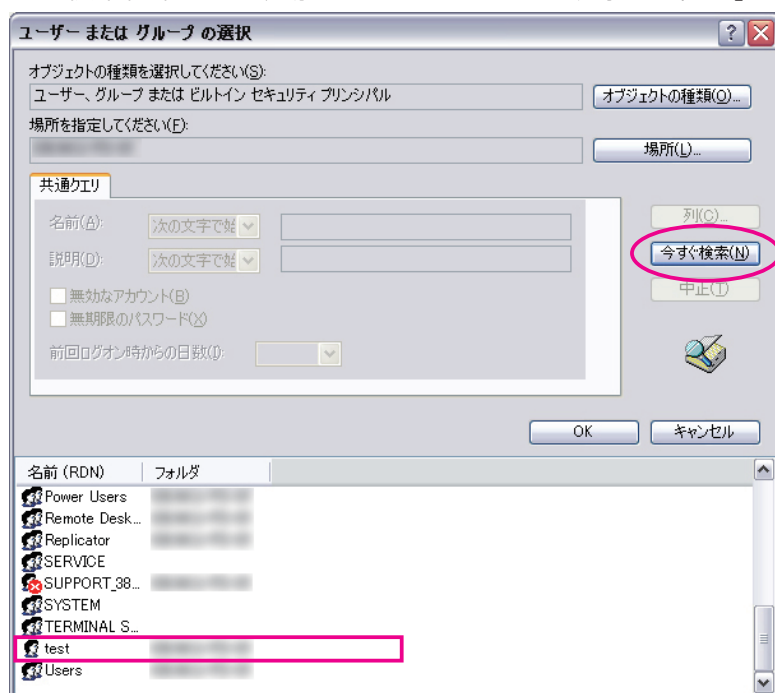 ユーザー または グループ の選択
オブジェクトの種類を選択してください(S):
ユーザー、グループ または ビルトイン セキュリティ プリンシパル
オブジェクトの種類(O)...
場所を指定してください(F):
場所(L)...
共通クエリ
名前(A):
次の文字で始
列(C)...
説明(D):
次の文字で始
今すぐ検索(N)
無効なアカウント(B)
中止(T)
無期限のパスワード(X)
前回ログオン時からの日数(I):
OK
キャンセル
名前 (RDN)
フォルダ
Power Users
Remote Desk...
Replicator
SERVICE
SUPPORT_38...
SYSTEM
TERMINAL S...
test
Users